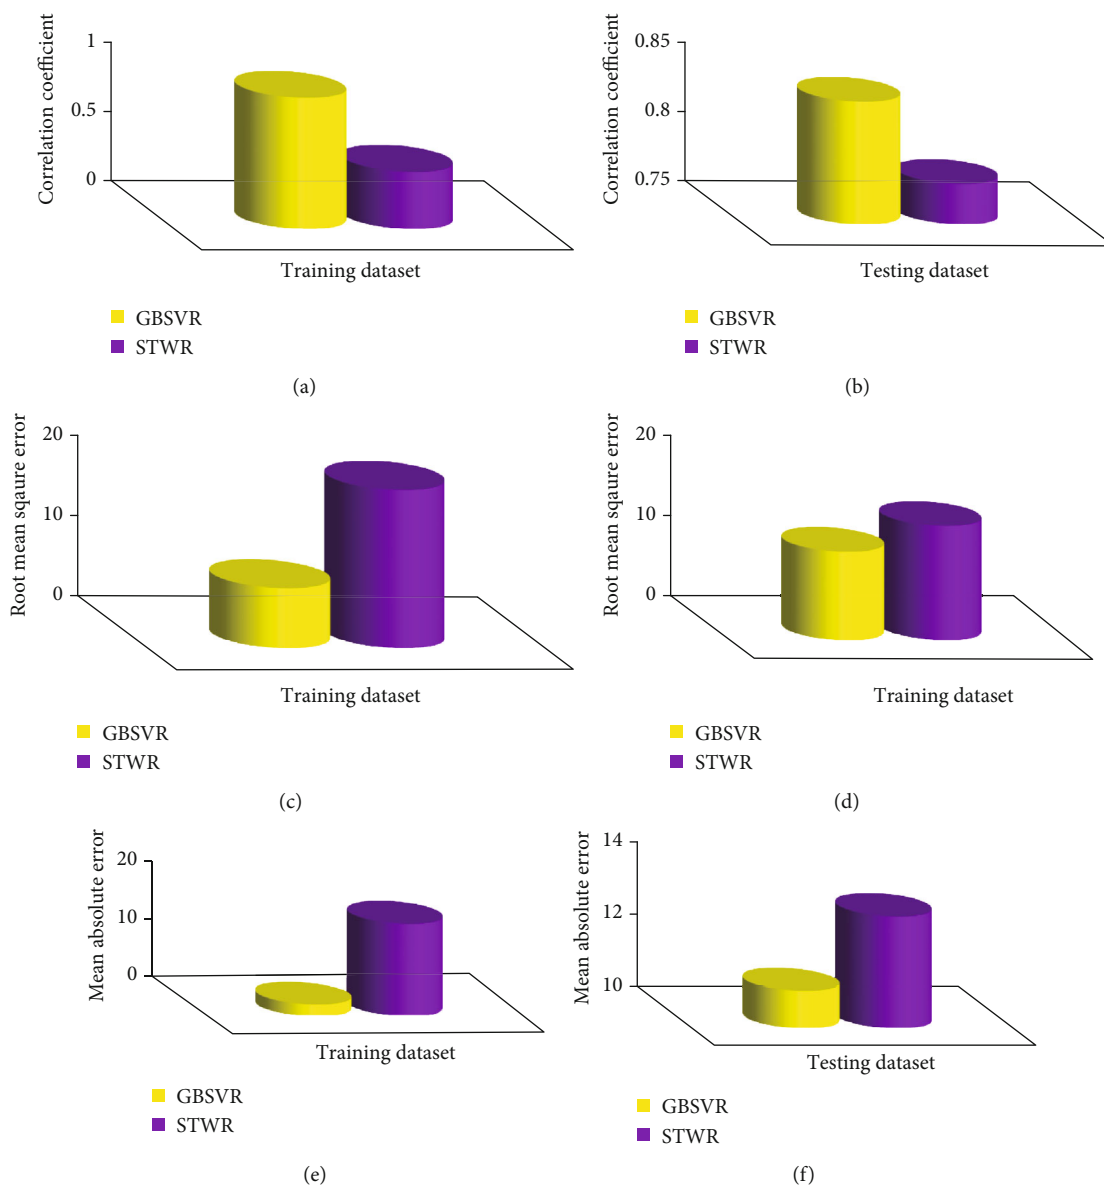 Correlation coefficient
1
0.5
0
Training dataset
GBSVR
STWR
(a)
Correlation coefficient
0.85
0.8
0.75
Testing dataset
GBSVR
STWR
(b)
Root mean sqaure error
20
10
0
Training dataset
GBSVR
STWR
(c)
Root mean sqaure error
20
10
0
Training dataset
GBSVR
STWR
(d)
Mean absolute error
20
10
0
Training dataset
GBSVR
STWR
(e)
Mean absolute error
14
12
10
Testing dataset
GBSVR
STWR
(f)